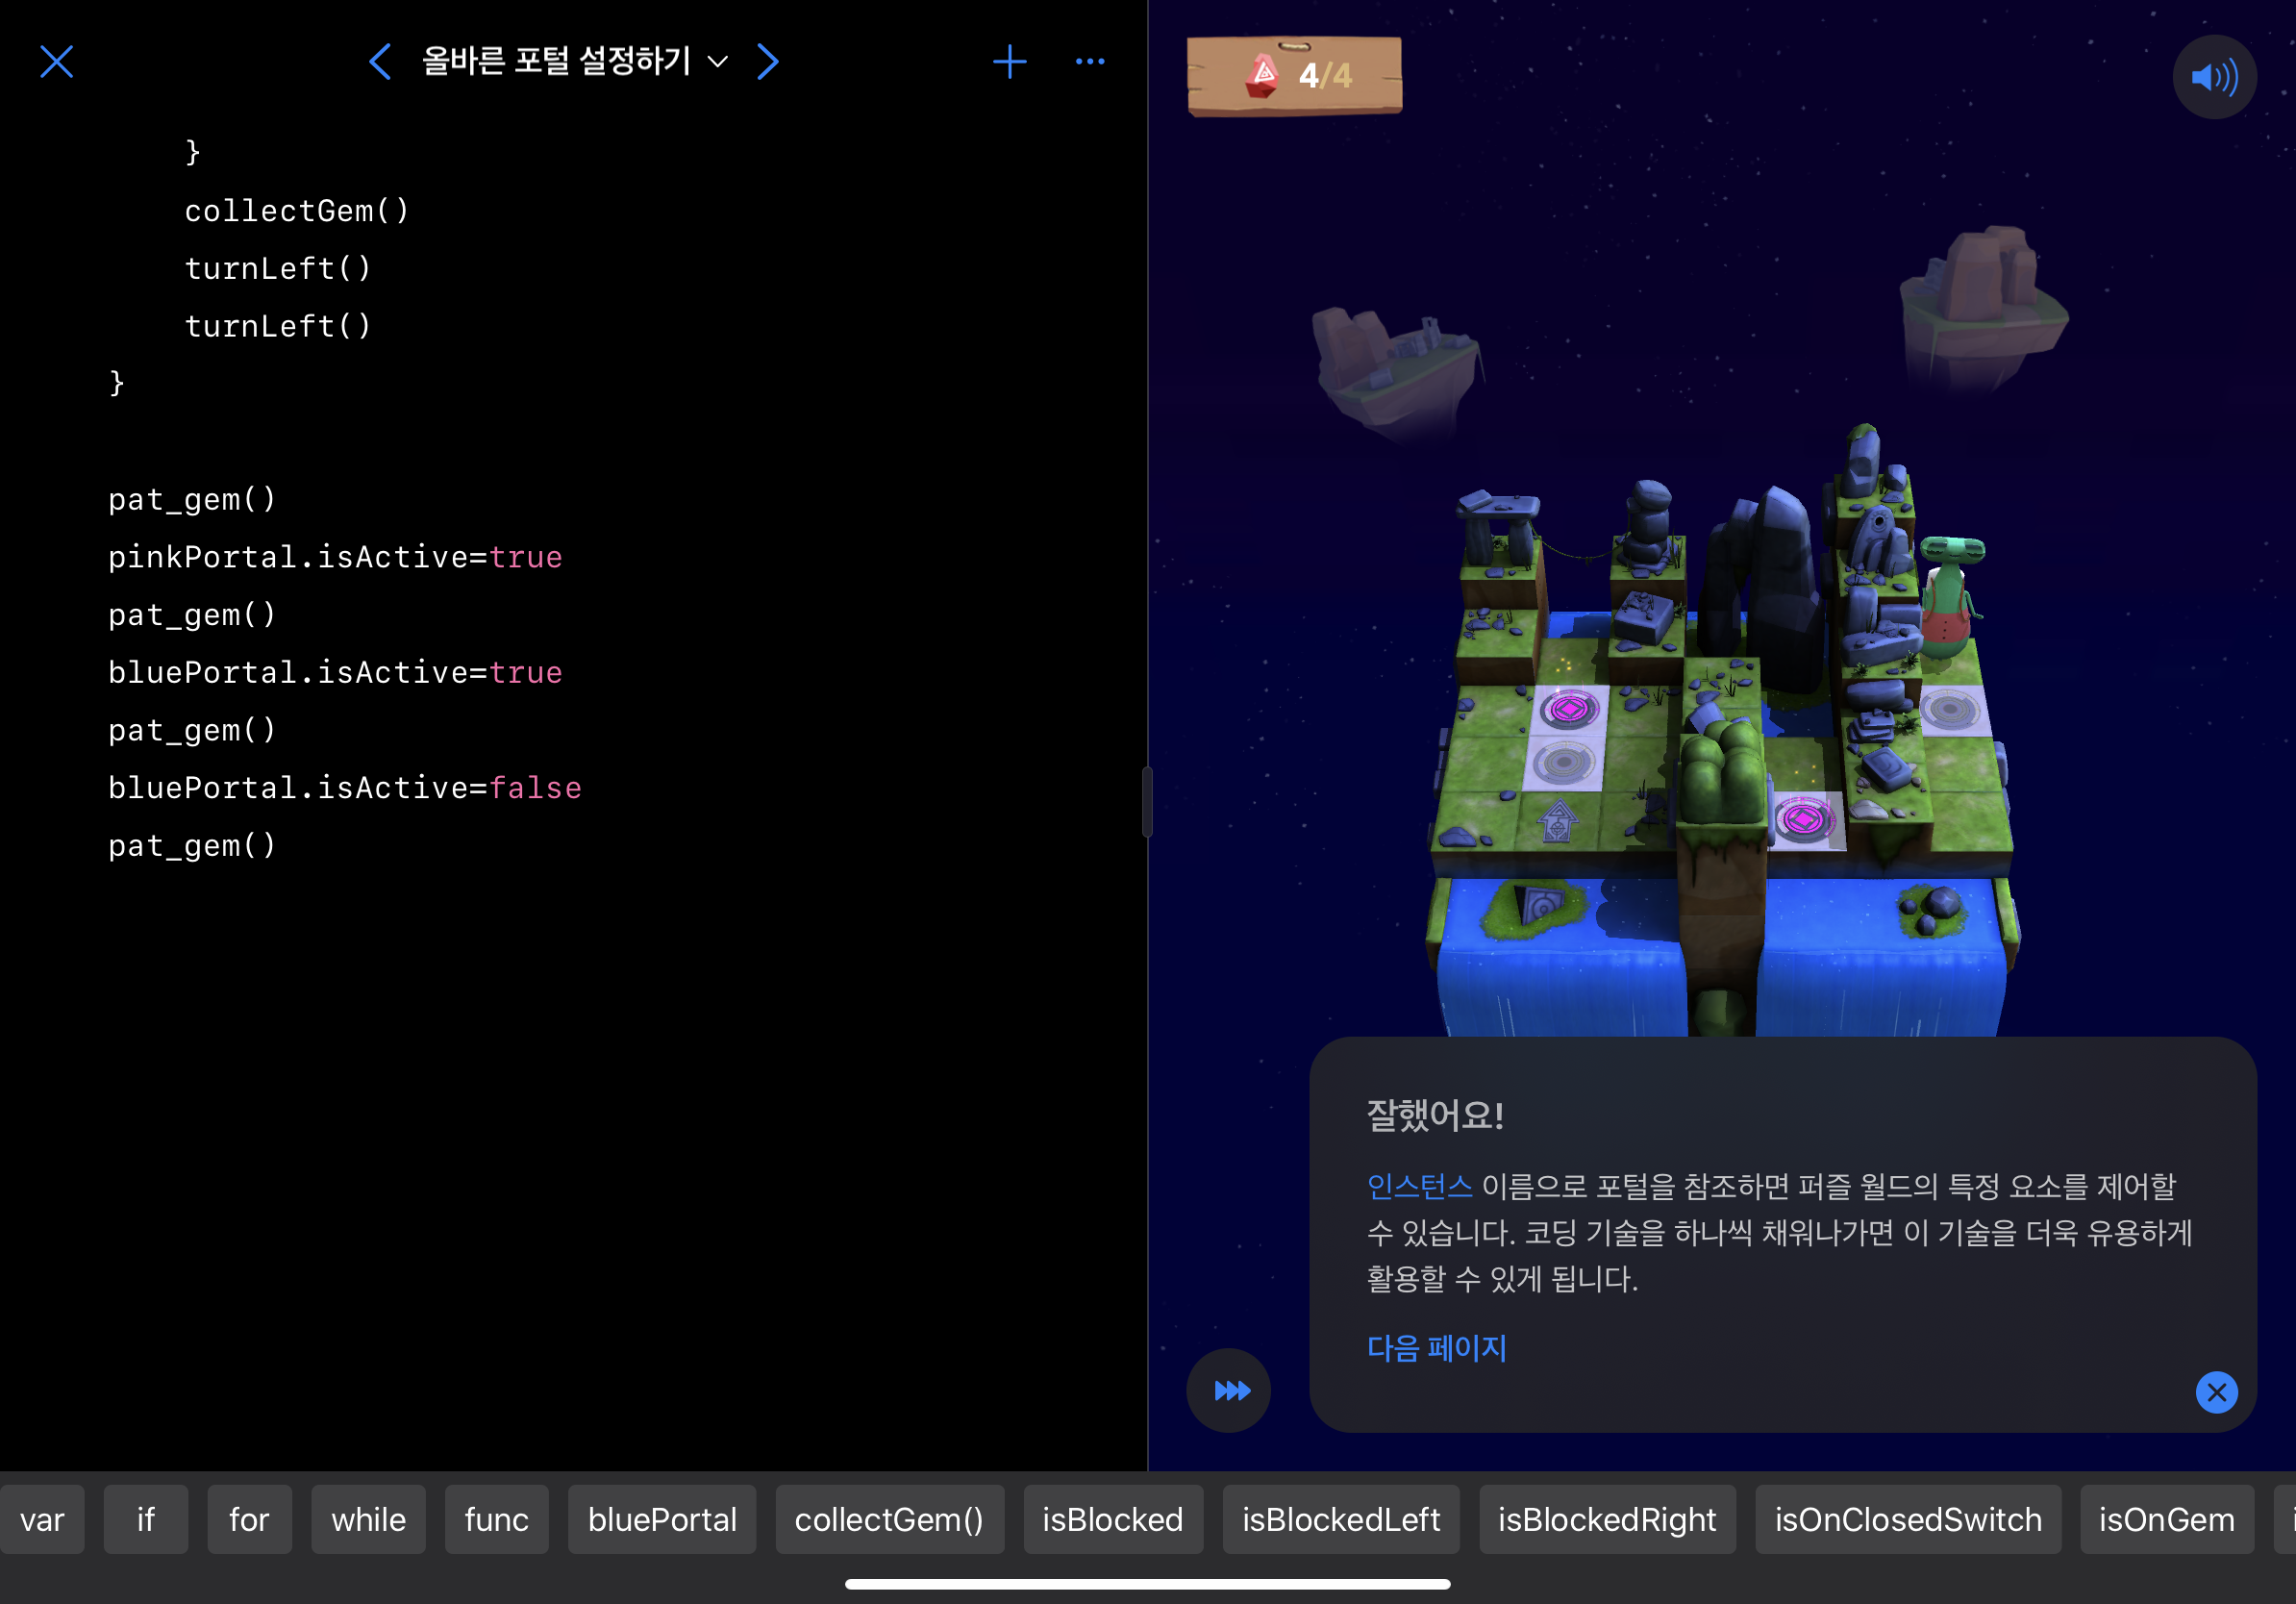 올바른 포털 설정하기
}
collectGem()
turnLeft()
turnLeft()
}
pat_gem()
pinkPortal.isActive=true
pat_gem()
bluePortal.isActive=true
pat_gem()
bluePortal.isActive=false
pat_gem()
4/4
잘했어요!
인스턴스 이름으로 포털을 참조하면 퍼즐 월드의 특정 요소를 제어할
수 있습니다. 코딩 기술을 하나씩 채워나가면 이 기술을 더욱 유용하게
활용할 수 있게 됩니다.
다음 페이지
var if for while func bluePortal collectGem() isBlocked isBlockedLeft isBlockedRight isOnClosedSwitch isOnGem